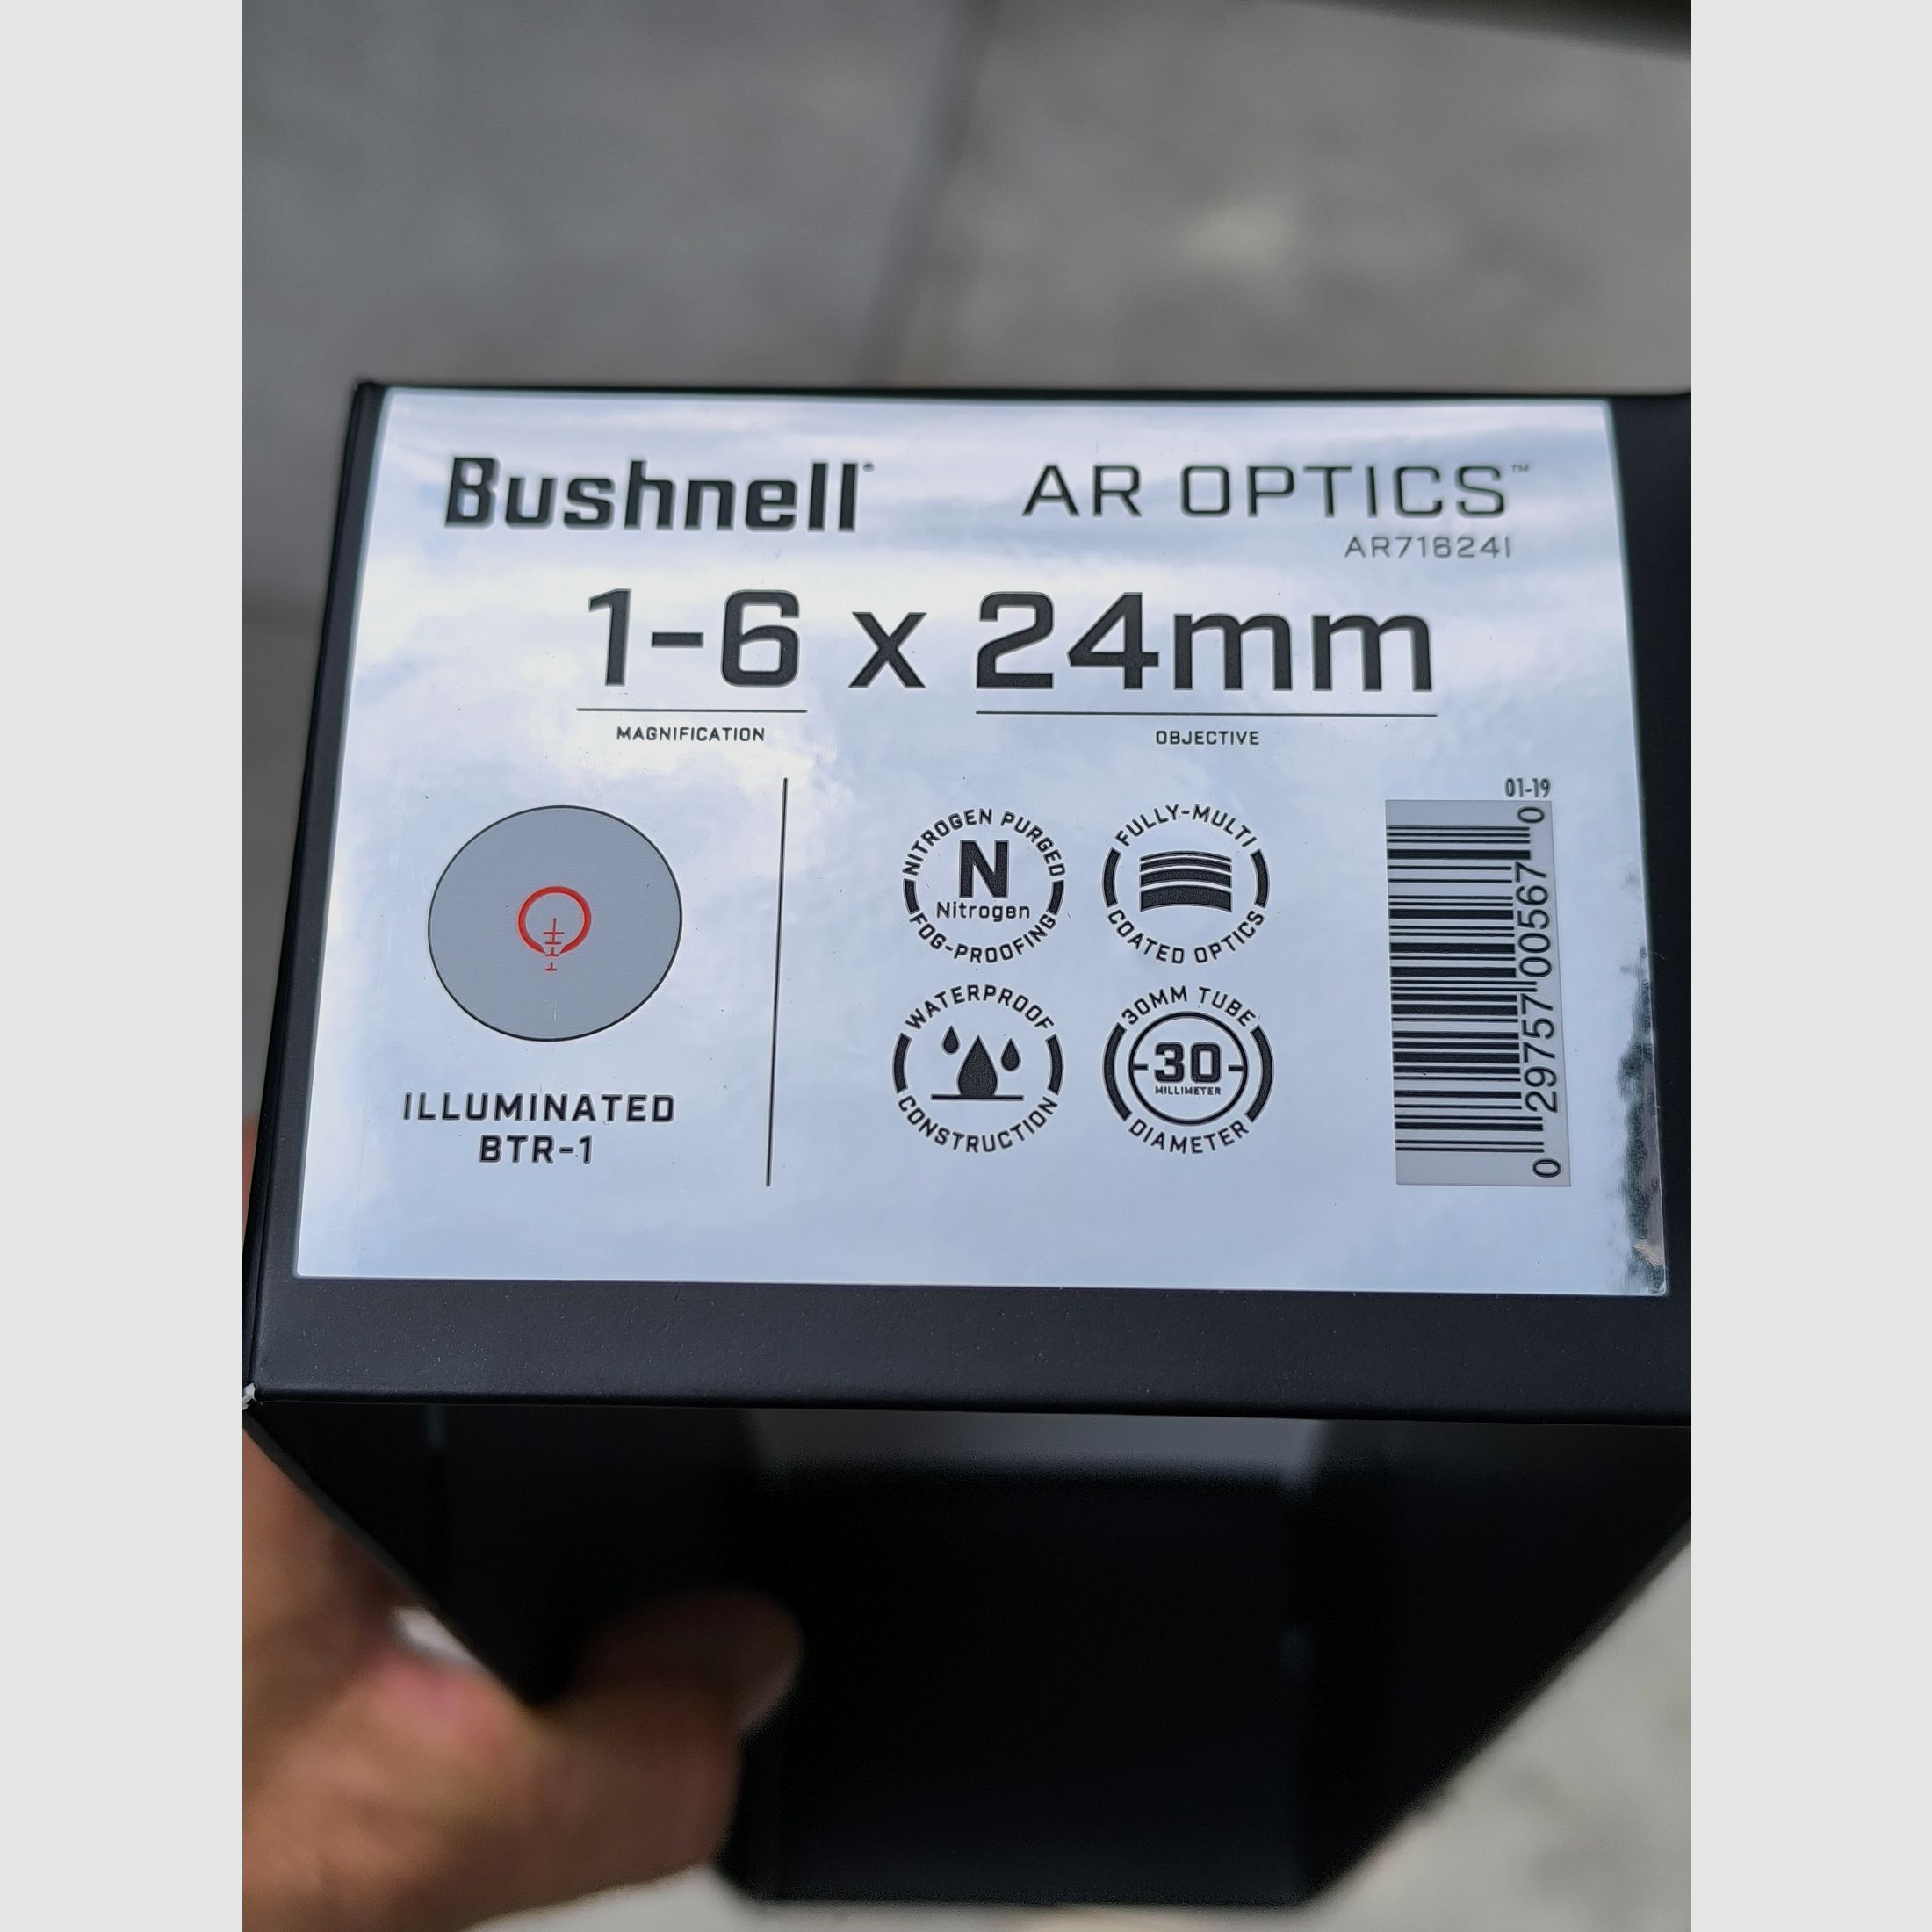 Bushnell®
AR OPTICS™
AR71624I
1-6 x 24mm
MAGNIFICATION
OBJECTIVE
ILLUMINATED
BTR-1
NITROGEN PURGED
N
Nitrogen
FOG-PROOFING
FULLY-MULTI
COATED OPTICS
WATERPROOF
CONSTRUCTION
30MM TUBE
30
MILLIMETER
DIAMETER
01-19
0 29757 00567 0